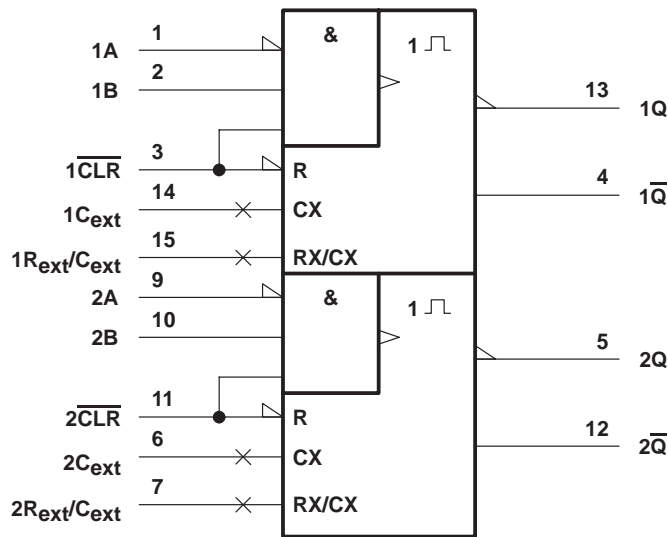 1A 1 & 1
1B 2
13 1Q
1CLR 3 R
4 1Q
1Cext 14 CX
1Rext/Cext 15 RX/CX
2A 9 & 1
2B 10
5 2Q
2CLR 11 R
12 2Q
2Cext 6 CX
2Rext/Cext 7 RX/CX